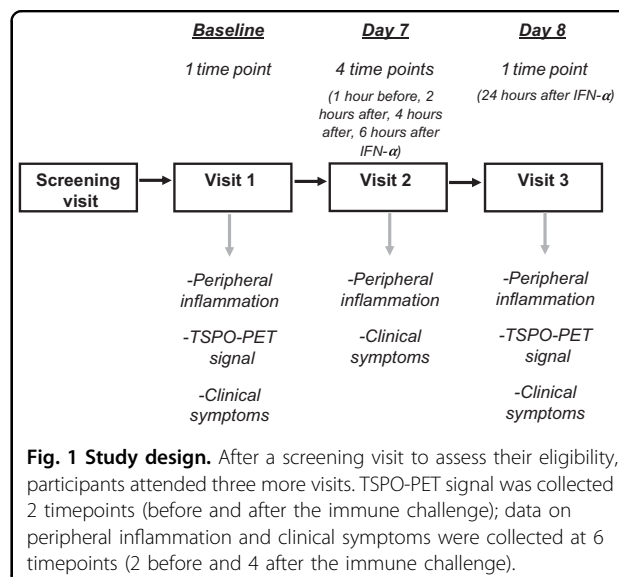 Baseline Day 7 Day 8
1 time point 4 time points 1 time point
(1 hour before, 2 (24 hours after IFN-α)
hours after, 4 hours
after, 6 hours after
IFN-α)
Screening
visit
Visit 1 Visit 2 Visit 3
-Peripheral
inflammation
-TSPO-PET
signal
-Clinical
symptoms
-Peripheral
inflammation
-Clinical
symptoms
-Peripheral
inflammation
-TSPO-PET
signal
-Clinical
symptoms
Fig. 1 Study design. After a screening visit to assess their eligibility,
participants attended three more visits. TSPO-PET signal was collected
2 timepoints (before and after the immune challenge); data on
peripheral inflammation and clinical symptoms were collected at 6
timepoints (2 before and 4 after the immune challenge).